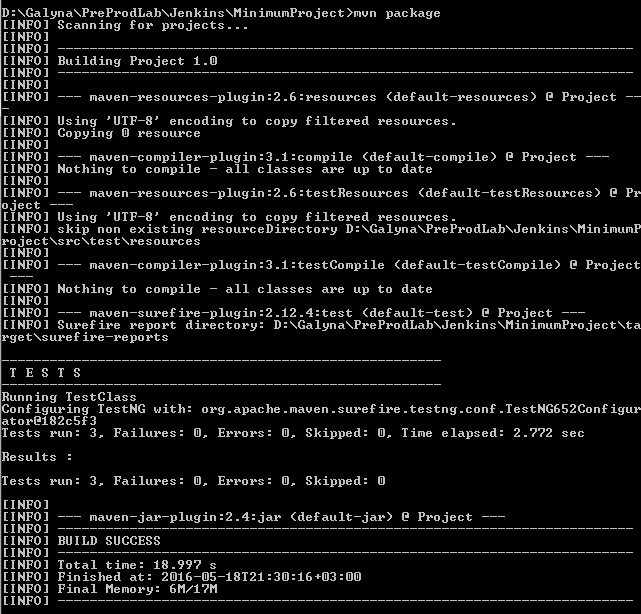 D:\Galyna\PreProdLab\Jenkins\MinimumProject>mvn package
[INFO] Scanning for projects...
[INFO]
[INFO] ------------------------------------------------------------------------
[INFO] Building Project 1.0
[INFO] ------------------------------------------------------------------------
[INFO]
[INFO] --- maven-resources-plugin:2.6:resources (default-resources) @ Project --
-
[INFO] Using 'UTF-8' encoding to copy filtered resources.
[INFO] Copying 0 resource
[INFO]
[INFO] --- maven-compiler-plugin:3.1:compile (default-compile) @ Project ---
[INFO] Nothing to compile - all classes are up to date
[INFO]
[INFO] --- maven-resources-plugin:2.6:testResources (default-testResources) @ Pr
oject ---
[INFO] Using 'UTF-8' encoding to copy filtered resources.
[INFO] skip non existing resourceDirectory D:\Galyna\PreProdLab\Jenkins\MinimumP
roject\src\test\resources
[INFO]
[INFO] --- maven-compiler-plugin:3.1:testCompile (default-testCompile) @ Project
 ---
[INFO] Nothing to compile - all classes are up to date
[INFO]
[INFO] --- maven-surefire-plugin:2.12.4:test (default-test) @ Project ---
[INFO] Surefire report directory: D:\Galyna\PreProdLab\Jenkins\MinimumProject\ta
rget\surefire-reports
-------------------------------------------------------
 T E S T S
-------------------------------------------------------
Running TestClass
Configuring TestNG with: org.apache.maven.surefire.testng.conf.TestNG652Configur
ator@182c5f3
Tests run: 3, Failures: 0, Errors: 0, Skipped: 0, Time elapsed: 2.772 sec
Results :
Tests run: 3, Failures: 0, Errors: 0, Skipped: 0
[INFO]
[INFO] --- maven-jar-plugin:2.4:jar (default-jar) @ Project ---
[INFO] ------------------------------------------------------------------------
[INFO] BUILD SUCCESS
[INFO] ------------------------------------------------------------------------
[INFO] Total time: 18.997 s
[INFO] Finished at: 2016-05-18T21:30:16+03:00
[INFO] Final Memory: 6M/17M
[INFO] ------------------------------------------------------------------------